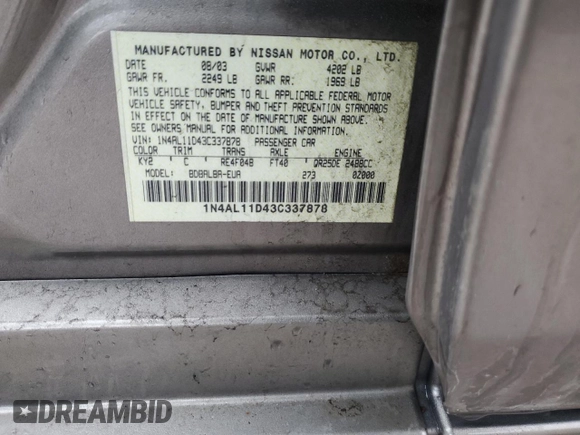 MANUFACTURED BY NISSAN MOTOR CO., LTD.
DATE 08/03 GVWR 4202 LB
GAWR FR. 2249 LB GAWR RR. 1969 LB
THIS VEHICLE CONFORMS TO ALL APPLICABLE FEDERAL MOTOR
VEHICLE SAFETY, BUMPER AND THEFT PREVENTION STANDARDS
IN EFFECT ON THE DATE OF MANUFACTURE SHOWN ABOVE.
SEE OWNERS MANUAL FOR ADDITIONAL INFORMATION.
VIN: 1N4AL11D43C337878 PASSENGER CAR
COLOR TRIM TRANS AXLE ENGINE
KY2 C RE4F04B FT40 QR25DE 2488CC
MODEL: BDBALBA-EUA 273 0Z000
1N4AL11D43C337878
DREAMBID